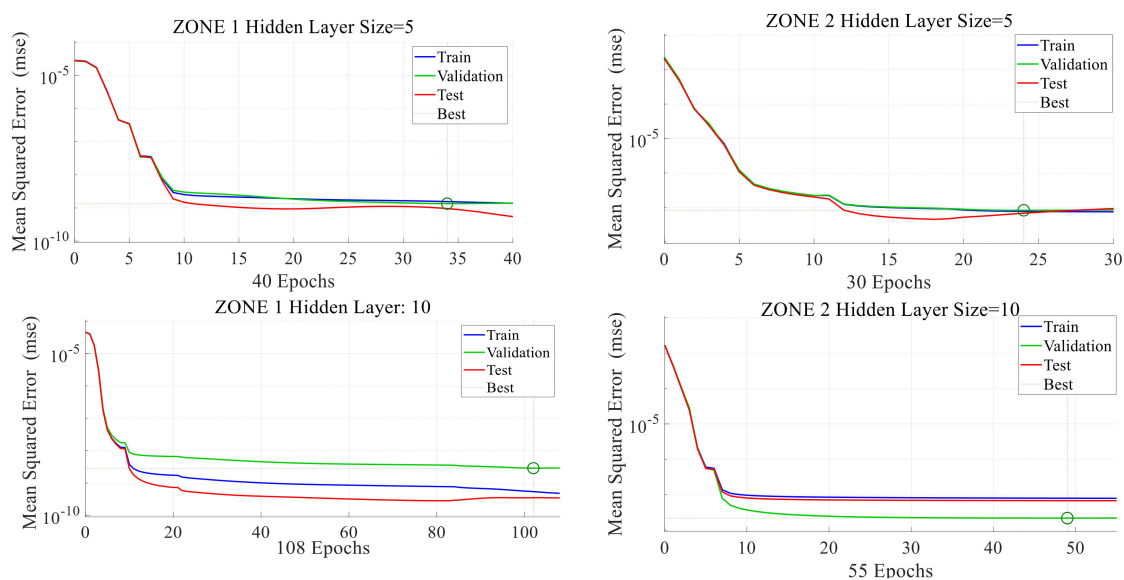 ZONE 1 Hidden Layer Size=5
Mean Squared Error (mse)
10^-5
10^-10
Train
Validation
Test
Best
0 5 10 15 20 25 30 35 40
40 Epochs
ZONE 2 Hidden Layer Size=5
Mean Squared Error (mse)
10^-5
Train
Validation
Test
Best
0 5 10 15 20 25 30
30 Epochs
ZONE 1 Hidden Layer: 10
Mean Squared Error (mse)
10^-5
10^-10
Train
Validation
Test
Best
0 20 40 60 80 100
108 Epochs
ZONE 2 Hidden Layer Size=10
Mean Squared Error (mse)
10^-5
Train
Validation
Test
Best
0 10 20 30 40 50
55 Epochs